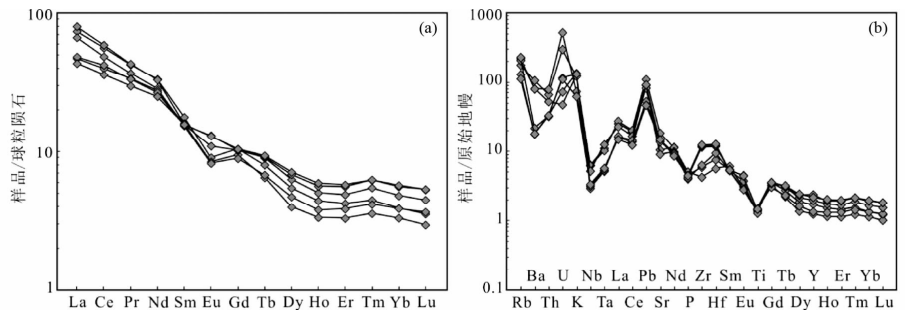 100
10
1
样品/球粒陨石
(a)
La Ce Pr Nd Sm Eu Gd Tb Dy Ho Er Tm Yb Lu
1000
100
10
1
0.1
样品/原始地幔
(b)
Ba U Nb La Pb Nd Zr Sm Ti Tb Y Er Yb
Rb Th K Ta Ce Sr P Hf Eu Gd Dy Ho Tm Lu